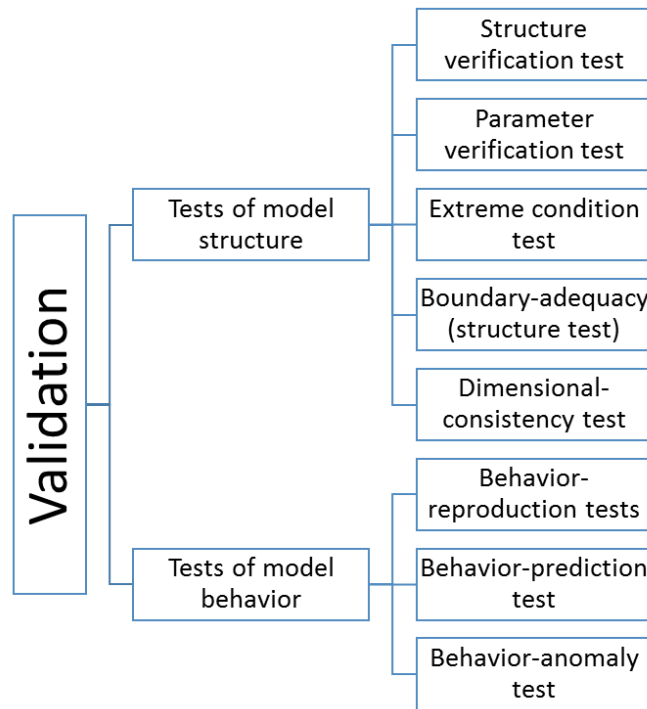 Validation
Tests of model
structure
Structure
verification test
Parameter
verification test
Extreme condition
test
Boundary-adequacy
(structure test)
Dimensional-
consistency test
Tests of model
behavior
Behavior-
reproduction tests
Behavior-prediction
test
Behavior-anomaly
test